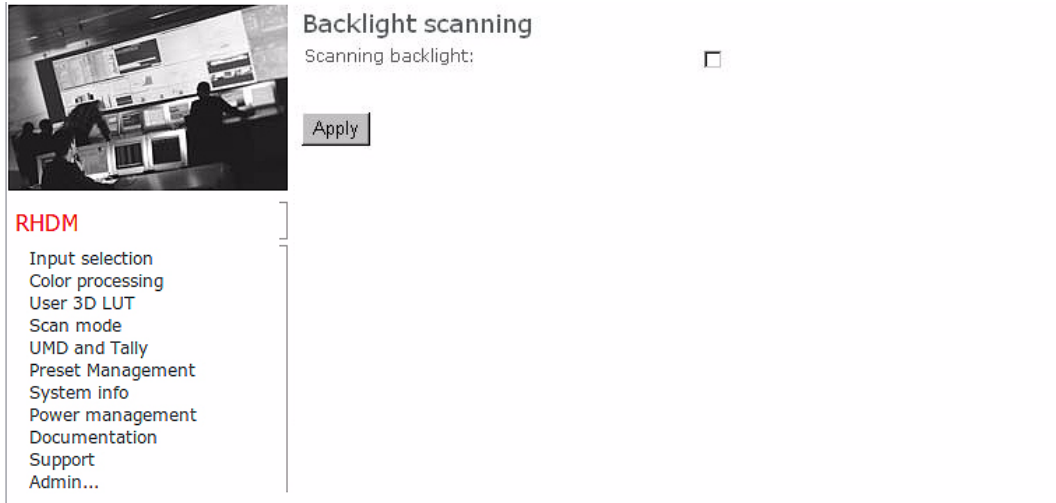 Backlight scanning
Scanning backlight:
Apply
RHDM
Input selection
Color processing
User 3D LUT
Scan mode
UMD and Tally
Preset Management
System info
Power management
Documentation
Support
Admin...